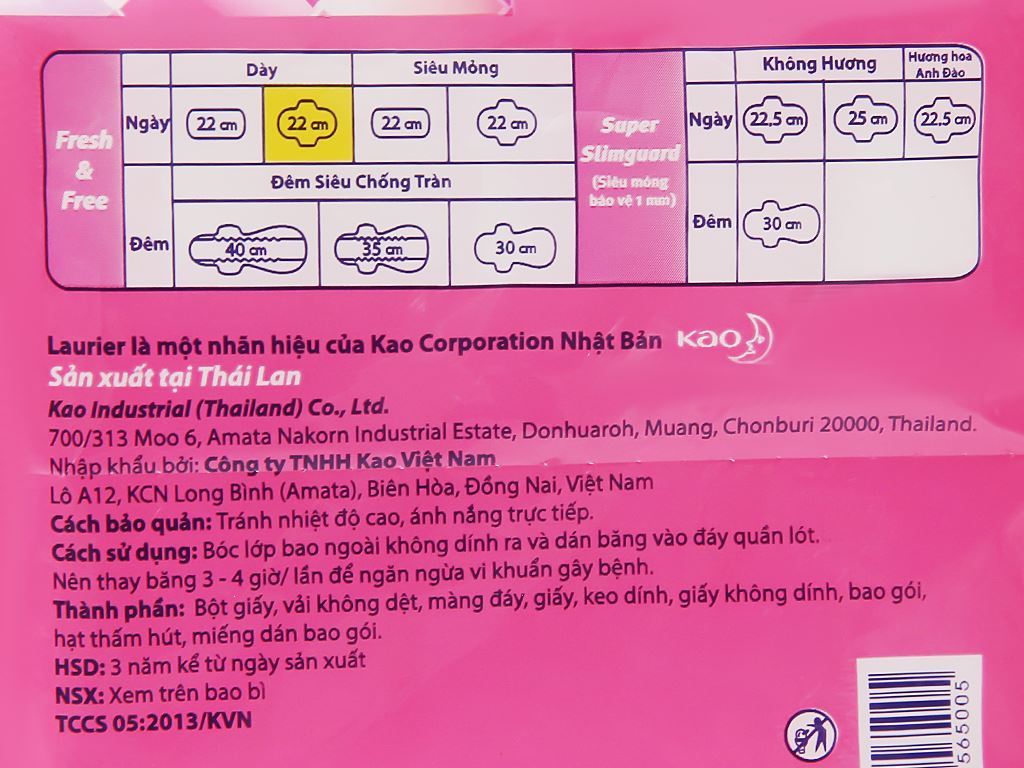 Dày Siêu Mỏng
Fresh & Free
Ngày 22 cm 22 cm 22 cm 22 cm
Đêm Siêu Chống Tràn
Đêm 40 cm 35 cm 30 cm
Super Slimguard
(Siêu mỏng
bảo vệ 1 mm)
Không Hương Hương hoa
Anh Đào
Ngày 22,5 cm 25 cm 22,5 cm
Đêm 30 cm
Laurier là một nhãn hiệu của Kao Corporation Nhật Bản Kao
Sản xuất tại Thái Lan
Kao Industrial (Thailand) Co., Ltd.
700/313 Moo 6, Amata Nakorn Industrial Estate, Donhuaroh, Muang, Chonburi 20000, Thailand.
Nhập khẩu bởi: Công ty TNHH Kao Việt Nam
Lô A12, KCN Long Bình (Amata), Biên Hòa, Đồng Nai, Việt Nam
Cách bảo quản: Tránh nhiệt độ cao, ánh nắng trực tiếp.
Cách sử dụng: Bóc lớp bao ngoài không dính ra và dán băng vào đáy quần lót.
Nên thay băng 3 - 4 giờ/ lần để ngăn ngừa vi khuẩn gây bệnh.
Thành phần: Bột giấy, vải không dệt, màng đáy, giấy, keo dính, giấy không dính, bao gói,
hạt thấm hút, miếng dán bao gói.
HSD: 3 năm kể từ ngày sản xuất
NSX: Xem trên bao bì
TCCS 05:2013/KVN
565005